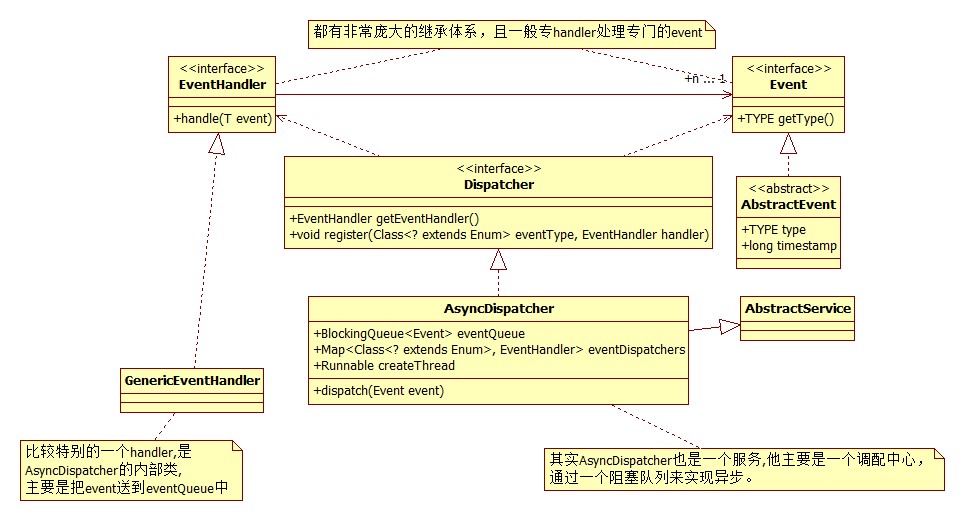 都有非常庞大的继承体系，且一般专handler处理专门的event
<<interface>>
EventHandler
+handle(T event)
+n ... 1
<<interface>>
Event
+TYPE getType()
<<interface>>
Dispatcher
+EventHandler getEventHandler()
+void register(Class<? extends Enum> eventType, EventHandler handler)
<<abstract>>
AbstractEvent
+TYPE type
+long timestamp
AsyncDispatcher
+BlockingQueue<Event> eventQueue
+Map<Class<? extends Enum>, EventHandler> eventDispatchers
+Runnable createThread
+dispatch(Event event)
AbstractService
GenericEventHandler
比较特别的一个handler,是
AsyncDispatcher的内部类,
主要是把event送到eventQueue中
其实AsyncDispatcher也是一个服务,他主要是一个调配中心，
通过一个阻塞队列来实现异步。